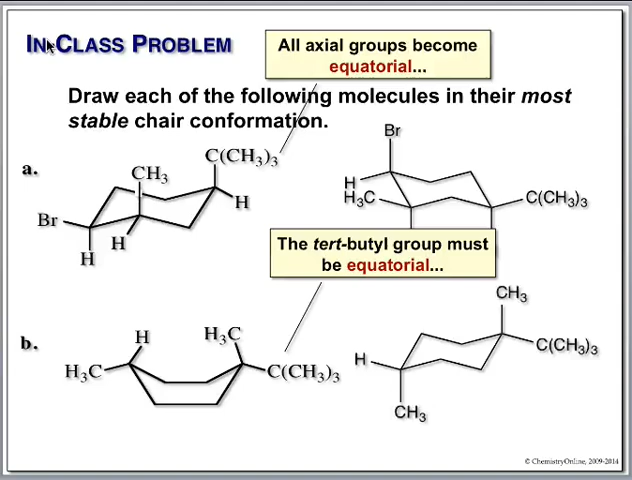 IN-CLASS PROBLEM
All axial groups become
equatorial...
Draw each of the following molecules in their most
stable chair conformation.
a.
CH3
C(CH3)3
Br
H
H
H
Br
H
H3C
C(CH3)3
The tert-butyl group must
be equatorial...
b.
H
H3C
H3C
C(CH3)3
CH3
C(CH3)3
H
CH3
© ChemistryOnline, 2009-2014